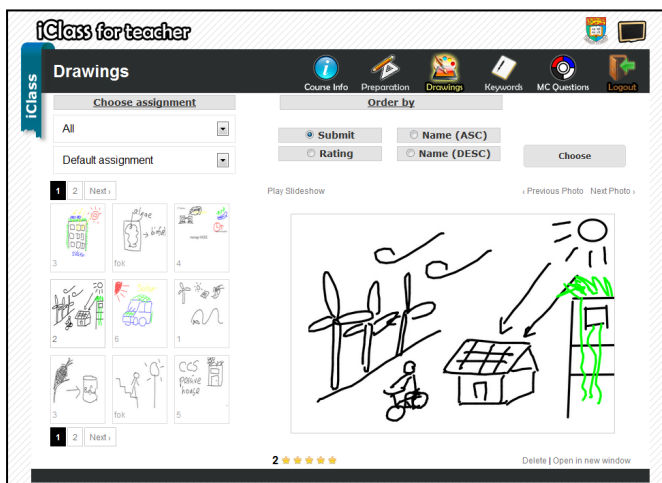 iClass for teacher
iClass
Drawings
Course Info Preparation Drawings Keywords MC Questions Logout
Choose assignment
Order by
All
Submit Name (ASC)
Default assignment
Rating Name (DESC)
Choose
1 2 Next ›
Play Slideshow
‹ Previous Photo Next Photo ›
algae
3 fok 4
2 6 1
CCS
passive
house
3 fok 5
1 2 Next ›
2
Delete | Open in new window